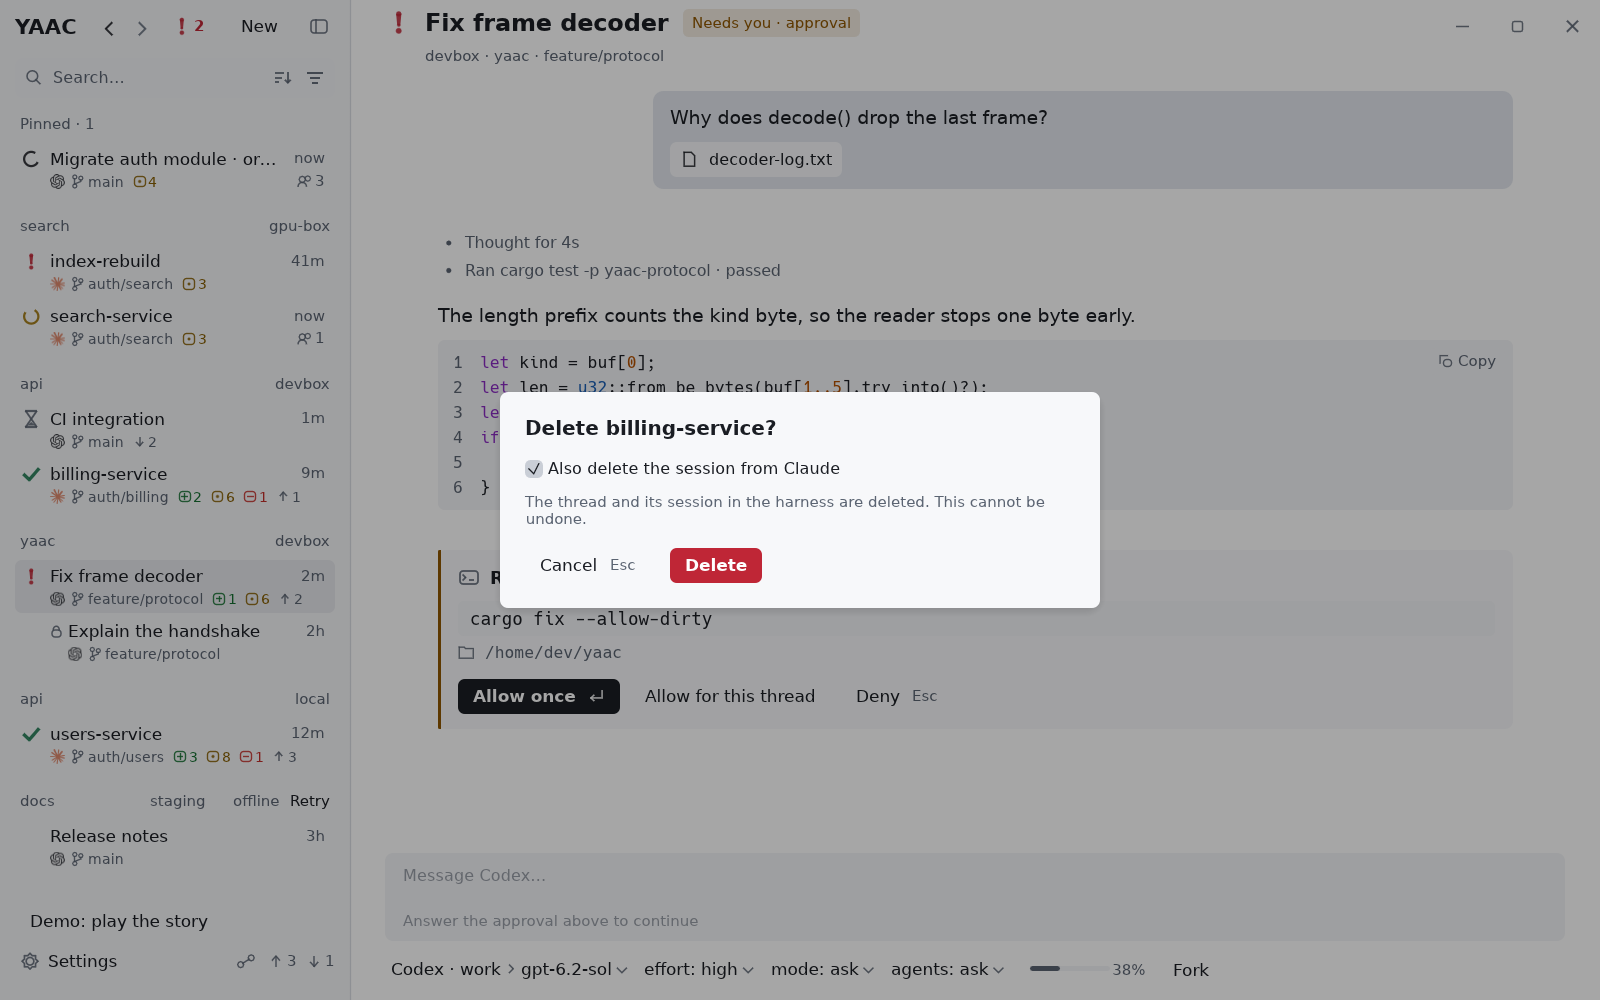 YAAC
2
New
Search...
Pinned · 1
Migrate auth module · or...
now
main
4
3
search
gpu-box
index-rebuild
41m
auth/search
3
search-service
now
auth/search
3
1
api
devbox
CI integration
1m
main
2
billing-service
9m
auth/billing
2
6
1
1
yaac
devbox
Fix frame decoder
2m
feature/protocol
1
6
2
Explain the handshake
2h
feature/protocol
api
local
users-service
12m
auth/users
3
8
1
3
docs
staging
offline
Retry
Release notes
3h
main
Demo: play the story
Settings
3
1
Fix frame decoder
Needs you · approval
devbox · yaac · feature/protocol
Why does decode() drop the last frame?
decoder-log.txt
• Thought for 4s
• Ran cargo test -p yaac-protocol · passed
The length prefix counts the kind byte, so the reader stops one byte early.
Copy
1 let kind = buf[0];
2 let len = u32::from_be_bytes(buf[1..5].try_into()?);
3 le
4 if
5
6 }
Delete billing-service?
Also delete the session from Claude
The thread and its session in the harness are deleted. This cannot be
undone.
Cancel Esc
Delete
cargo fix --allow-dirty
/home/dev/yaac
Allow once
Allow for this thread
Deny Esc
Message Codex...
Answer the approval above to continue
Codex · work
gpt-6.2-sol
effort: high
mode: ask
agents: ask
38%
Fork